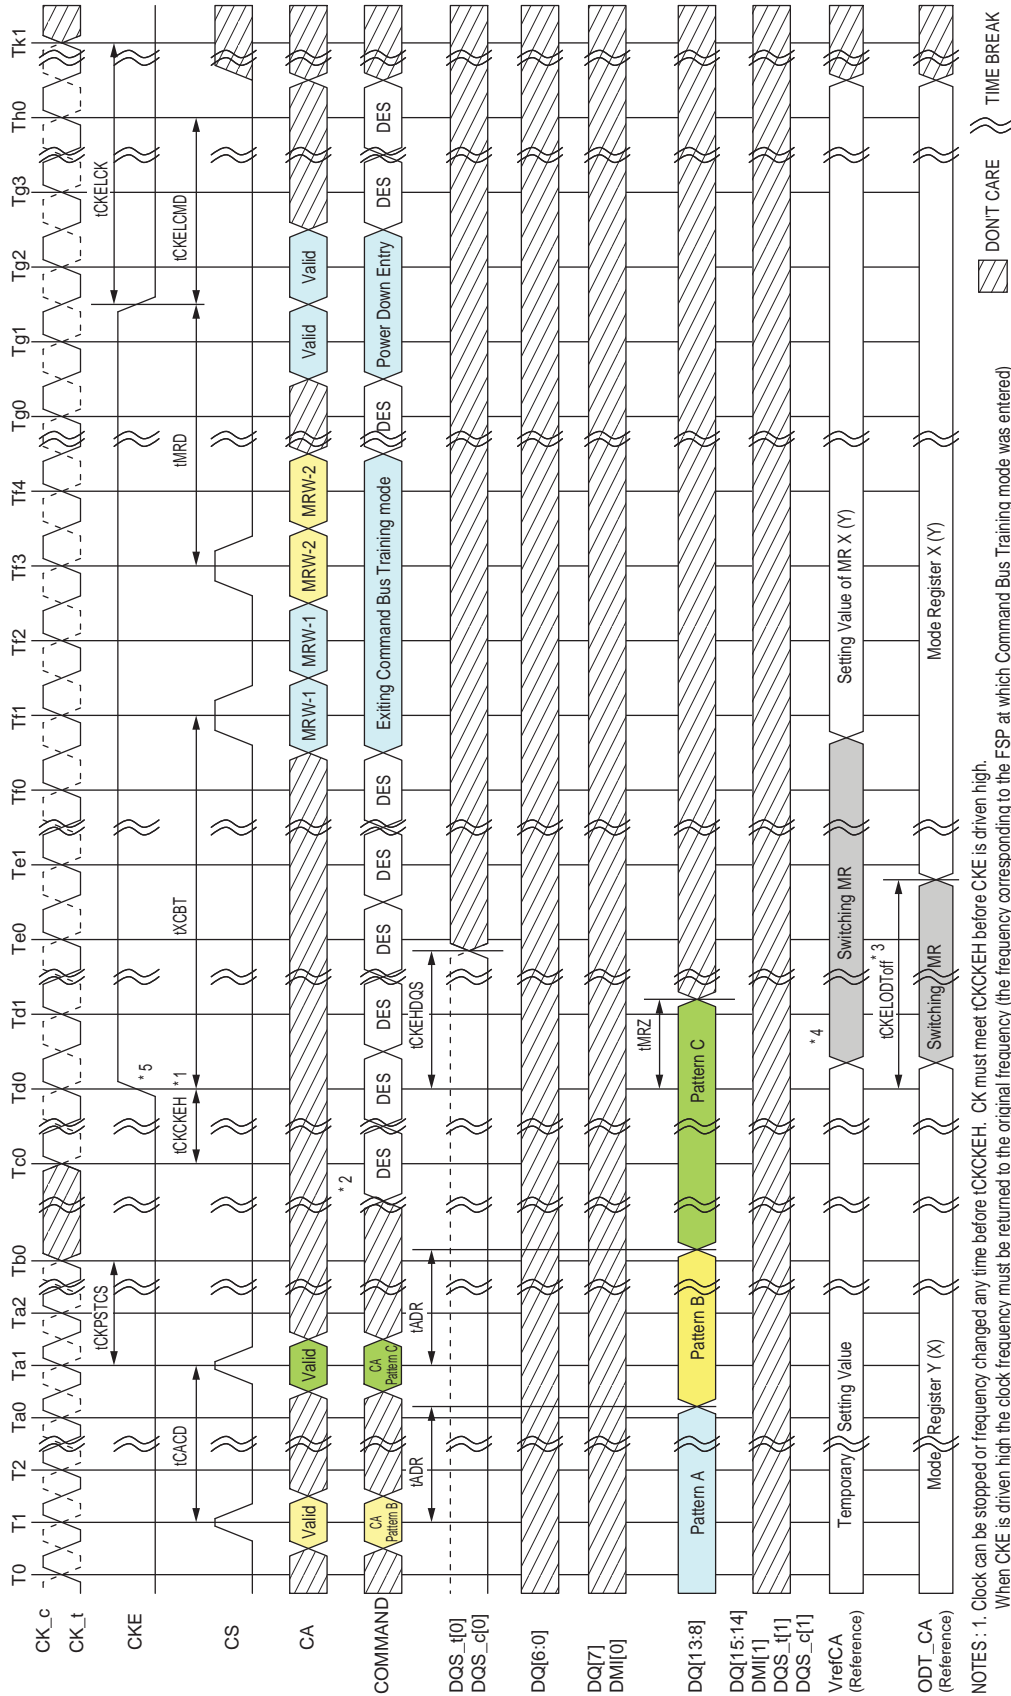 T0 T1 T2 Ta0 Ta1 Ta2 Tb0 Tc0 Td0 Td1 Te0 Te1 Tf0 Tf1 Tf2 Tf3 Tf4 Tg0 Tg1 Tg2 Tg3 Th0 Tk1
CK_c
CK_t
tCKPSTCS
tCKELCK
CKE
* 5
tCACD
tCKCKEH
* 1
tXCBT
tMRD
tCKELCMD
CS
CA
Valid
Valid
MRW-1
MRW-1
MRW-2
MRW-2
Valid
Valid
* 2
COMMAND
CA
Pattern B
CA
Pattern C
DES
DES
DES
DES
DES
DES
Exiting Command Bus Training mode
DES
Power Down Entry
DES
DES
tADR
tADR
tCKEHDQS
DQS_t[0]
DQS_c[0]
DQ[6:0]
DQ[7]
DMI[0]
tMRZ
DQ[13:8]
Pattern A
Pattern B
Pattern C
DQ[15:14]
DMI[1]
DQS_t[1]
DQS_c[1]
* 4
VrefCA
(Reference)
Temporary Setting Value
Switching MR
Setting Value of MR X (Y)
tCKELODToff
* 3
ODT_CA
(Reference)
Mode Register Y (X)
Switching MR
Mode Register X (Y)
DON'T CARE
TIME BREAK
NOTES : 1. Clock can be stopped or frequency changed any time before tCKCKEH. CK must meet tCKCKEH before CKE is driven high.
When CKE is driven high the clock frequency must be returned to the original frequency (the frequency corresponding to the FSP at which Command Bus Training mode was entered)